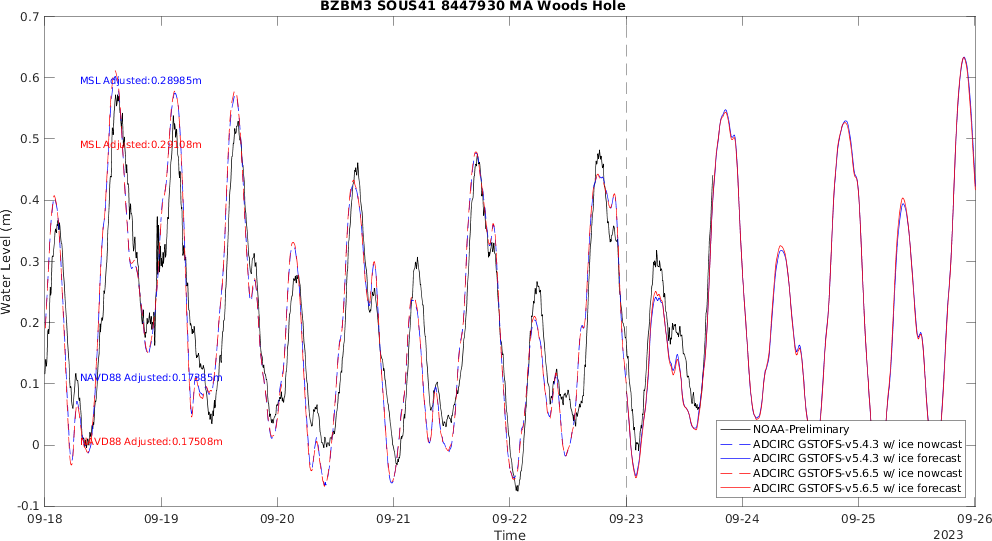 BZBM3 SOUS41 8447930 MA Woods Hole
0.7
0.6
0.5
0.4
0.3
0.2
0.1
0
-0.1
Water Level (m)
MSL Adjusted:0.28985m
MSL Adjusted:0.29108m
NAVD88 Adjusted:0.17385m
NAVD88 Adjusted:0.17508m
NOAA-Preliminary
ADCIRC GSTOFS-v5.4.3 w/ ice nowcast
ADCIRC GSTOFS-v5.4.3 w/ ice forecast
ADCIRC GSTOFS-v5.6.5 w/ ice nowcast
ADCIRC GSTOFS-v5.6.5 w/ ice forecast
09-18 09-19 09-20 09-21 09-22 09-23 09-24 09-25 09-26
Time
2023